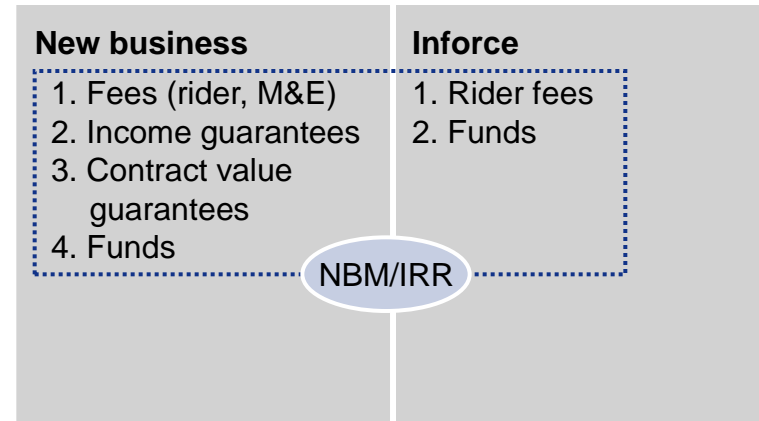 New business
1. Fees (rider, M&E)
2. Income guarantees
3. Contract value
guarantees
4. Funds
Inforce
1. Rider fees
2. Funds
NBM/IRR